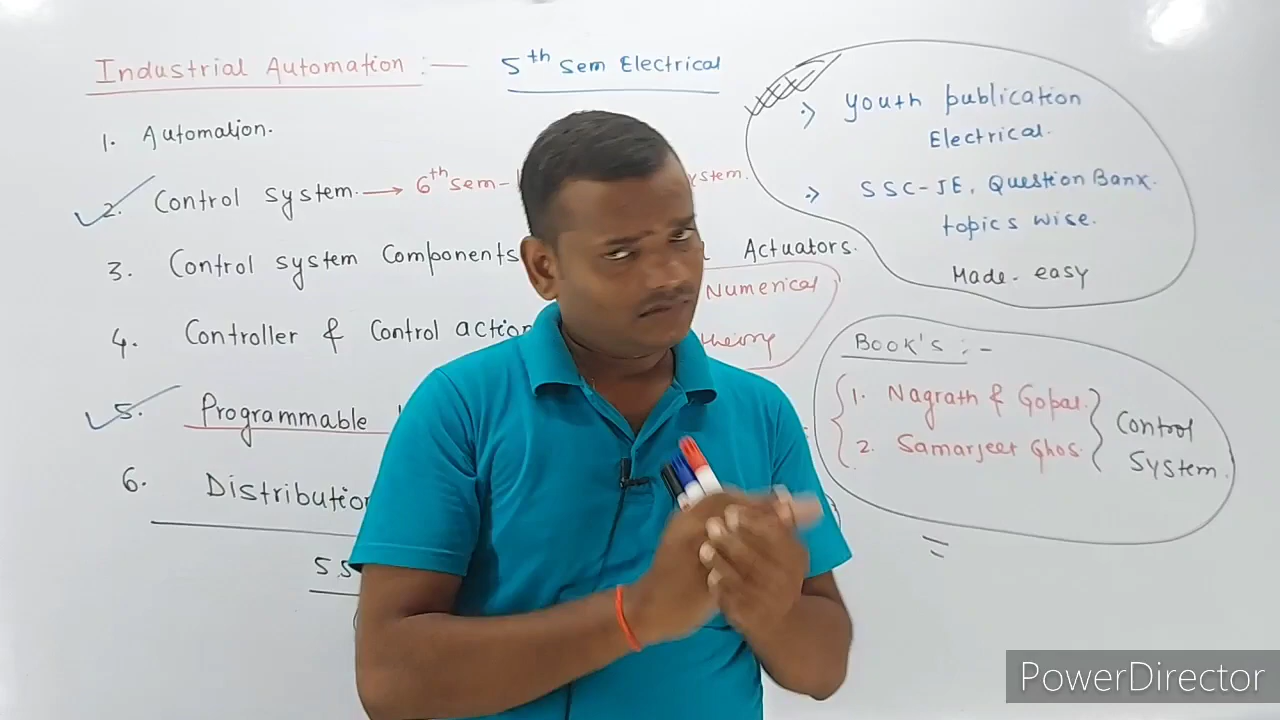 Industrial Automation :— 5th Sem Electrical
1. Automation.
2. Control system. → 6th sem- ystem.
3. Control system Components Actuators.
4. Controller & Control action
Numerical
theory
5. Programmable
6. Distribution
S.S
·> Youth publication
Electrical.
·> SSC-JE, Question Bank.
topics wise.
Made-easy
Book's :-
1. Nagrath & Gopal.
2. Samarjeet Ghos.
Control
System.
PowerDirector